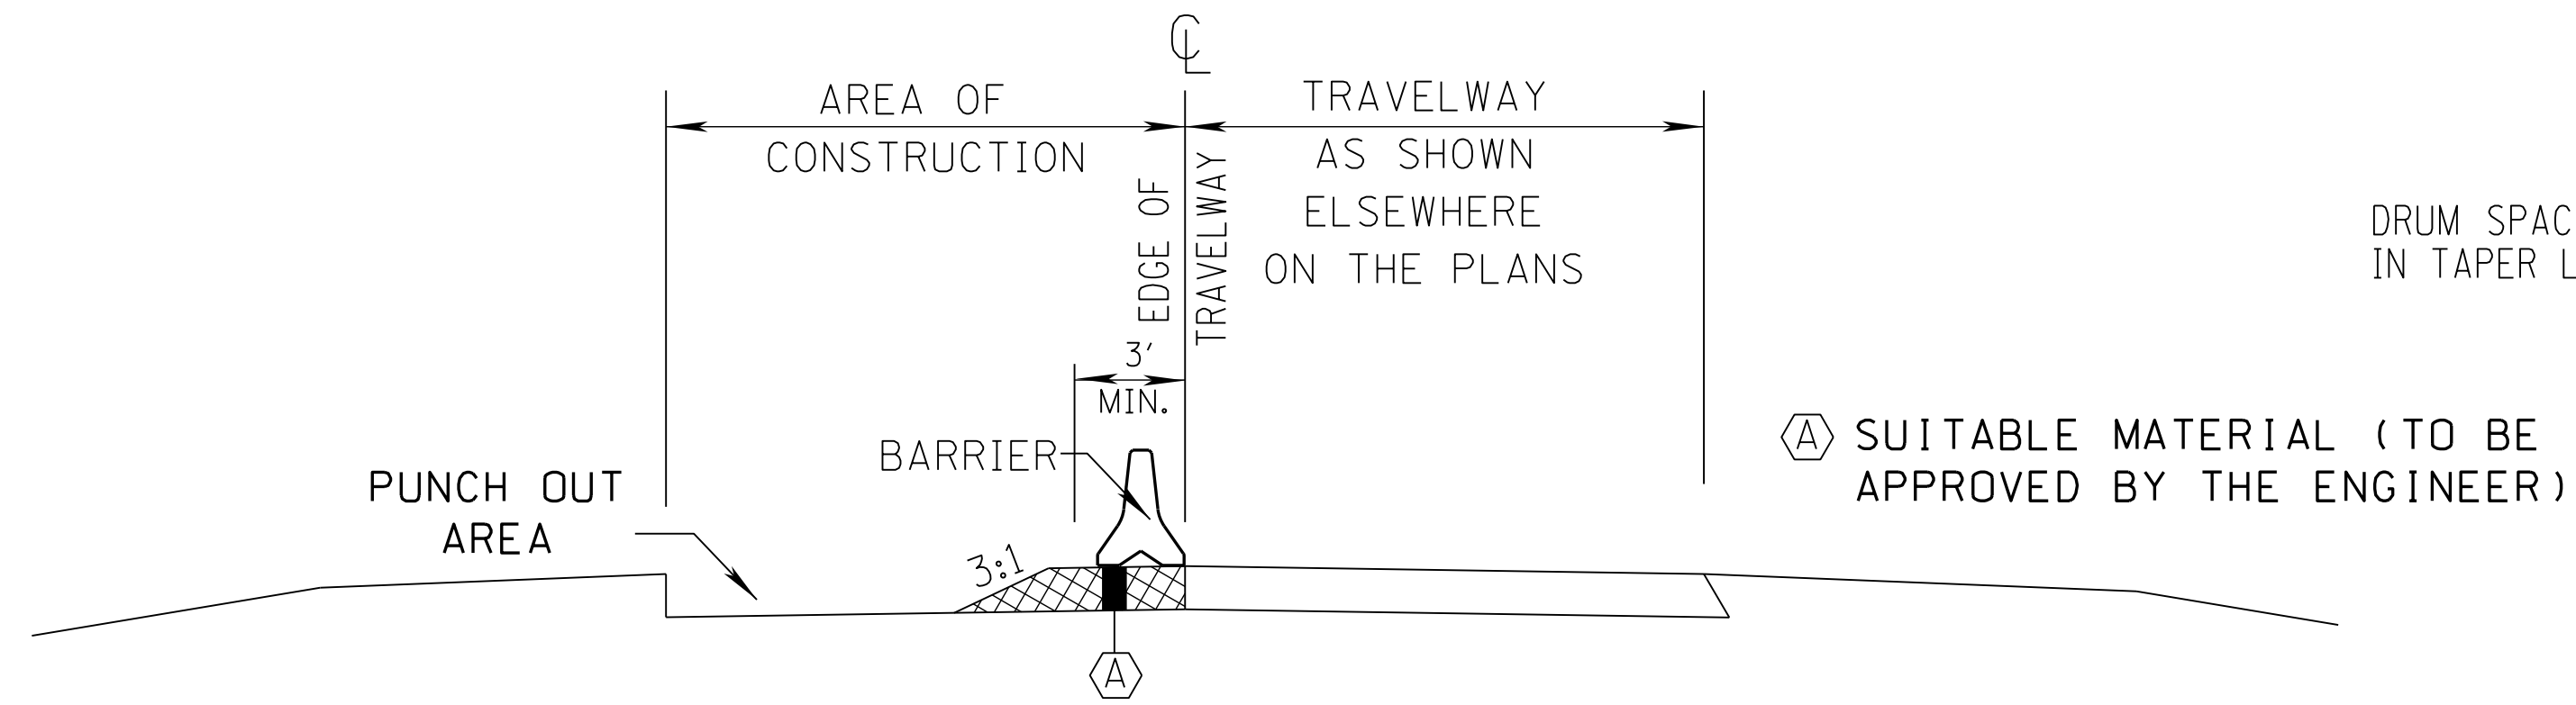 CL
AREA OF
CONSTRUCTION
TRAVELWAY
AS SHOWN
ELSEWHERE
ON THE PLANS
EDGE OF
TRAVELWAY
3'
MIN.
BARRIER
PUNCH OUT
AREA
3:1
A
A SUITABLE MATERIAL (TO BE
APPROVED BY THE ENGINEER)
DRUM
IN TAPER